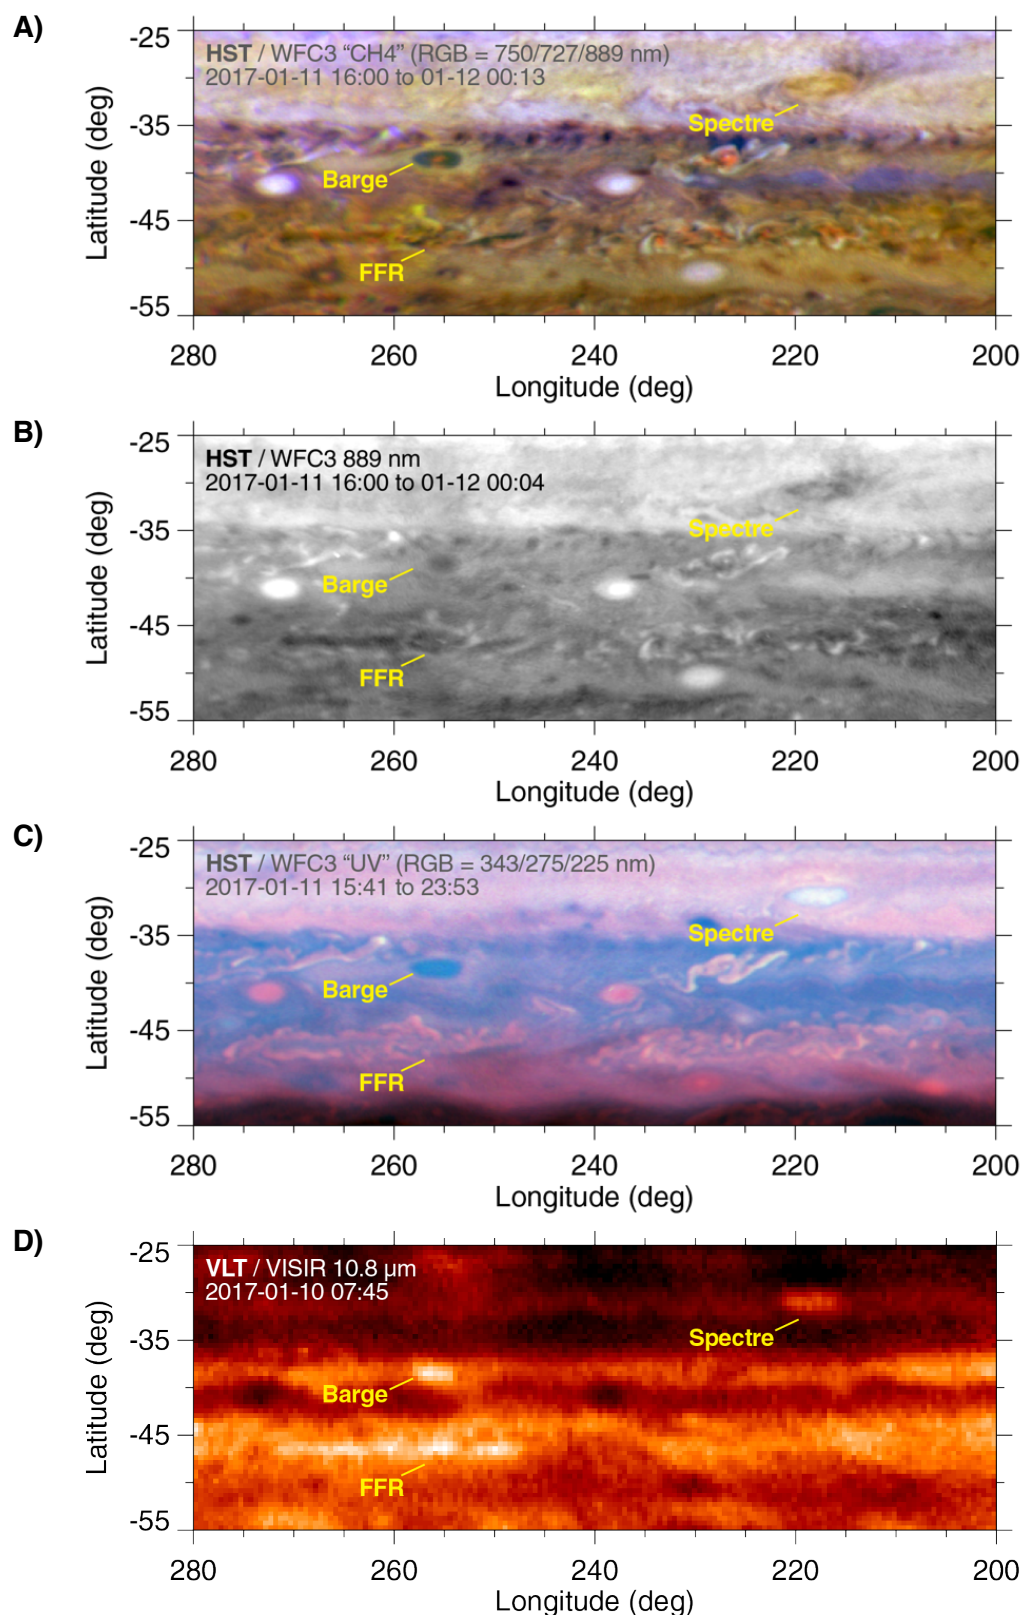 A)
-25
HST / WFC3 “CH4” (RGB = 750/727/889 nm)
2017-01-11 16:00 to 01-12 00:13
Spectre
-35
Barge
Latitude (deg)
-45
FFR
-55
280 260 240 220 200
Longitude (deg)
B)
-25
HST / WFC3 889 nm
2017-01-11 16:00 to 01-12 00:04
Spectre
-35
Barge
Latitude (deg)
-45
FFR
-55
280 260 240 220 200
Longitude (deg)
C)
-25
HST / WFC3 “UV” (RGB = 343/275/225 nm)
2017-01-11 15:41 to 23:53
Spectre
-35
Barge
Latitude (deg)
-45
FFR
-55
280 260 240 220 200
Longitude (deg)
D)
-25
VLT / VISIR 10.8 µm
2017-01-10 07:45
Spectre
-35
Barge
Latitude (deg)
-45
FFR
-55
280 260 240 220 200
Longitude (deg)